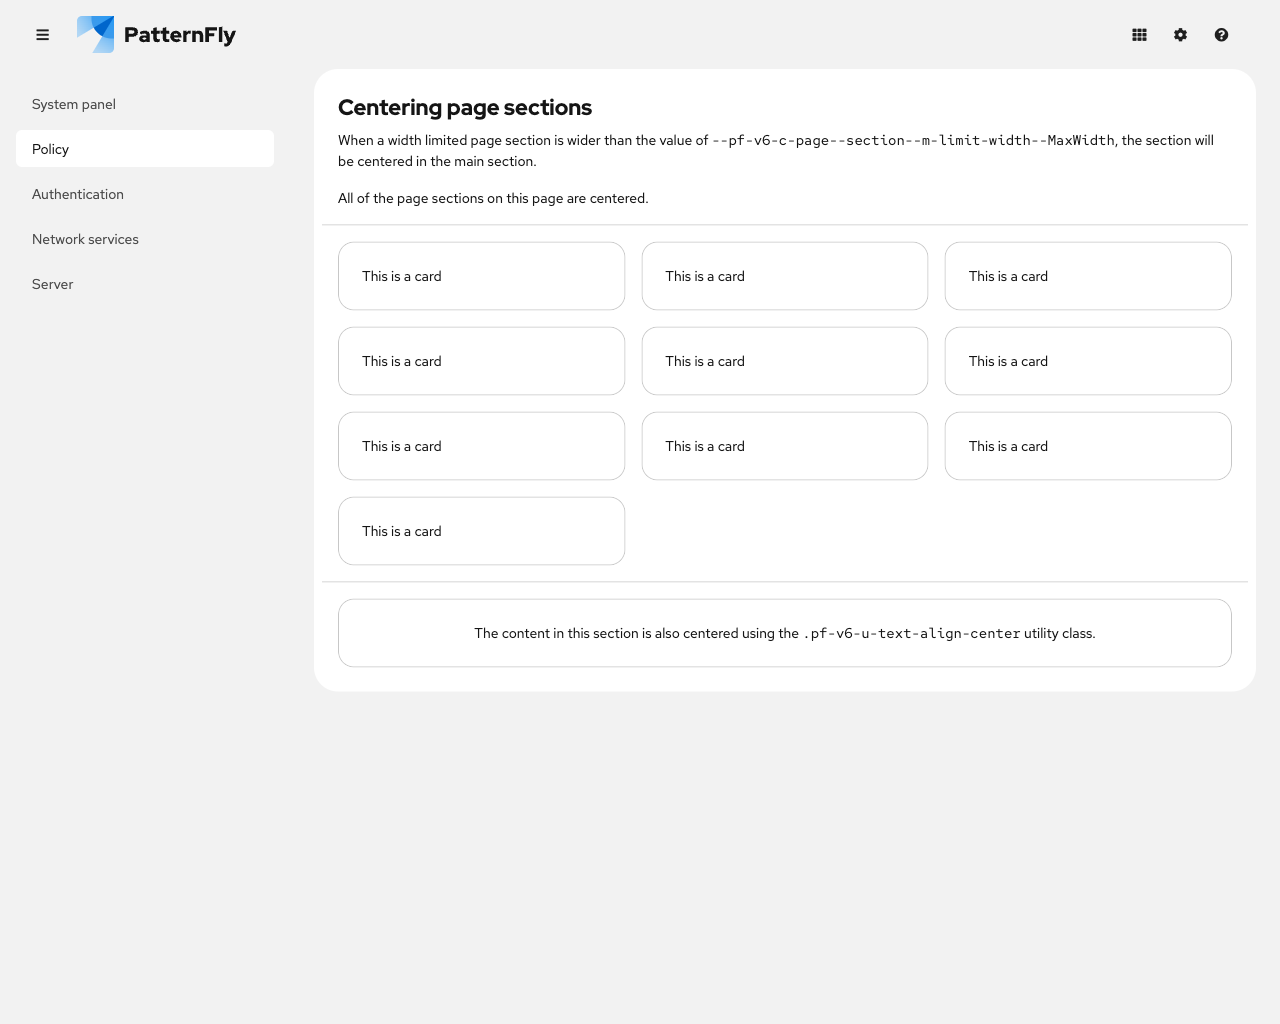 PatternFly
System panel
Policy
Authentication
Network services
Server
Centering page sections
When a width limited page section is wider than the value of --pf-v6-c-page--section--m-limit-width--MaxWidth, the section will
be centered in the main section.
All of the page sections on this page are centered.
This is a card
This is a card
This is a card
This is a card
This is a card
This is a card
This is a card
This is a card
This is a card
This is a card
The content in this section is also centered using the .pf-v6-u-text-align-center utility class.